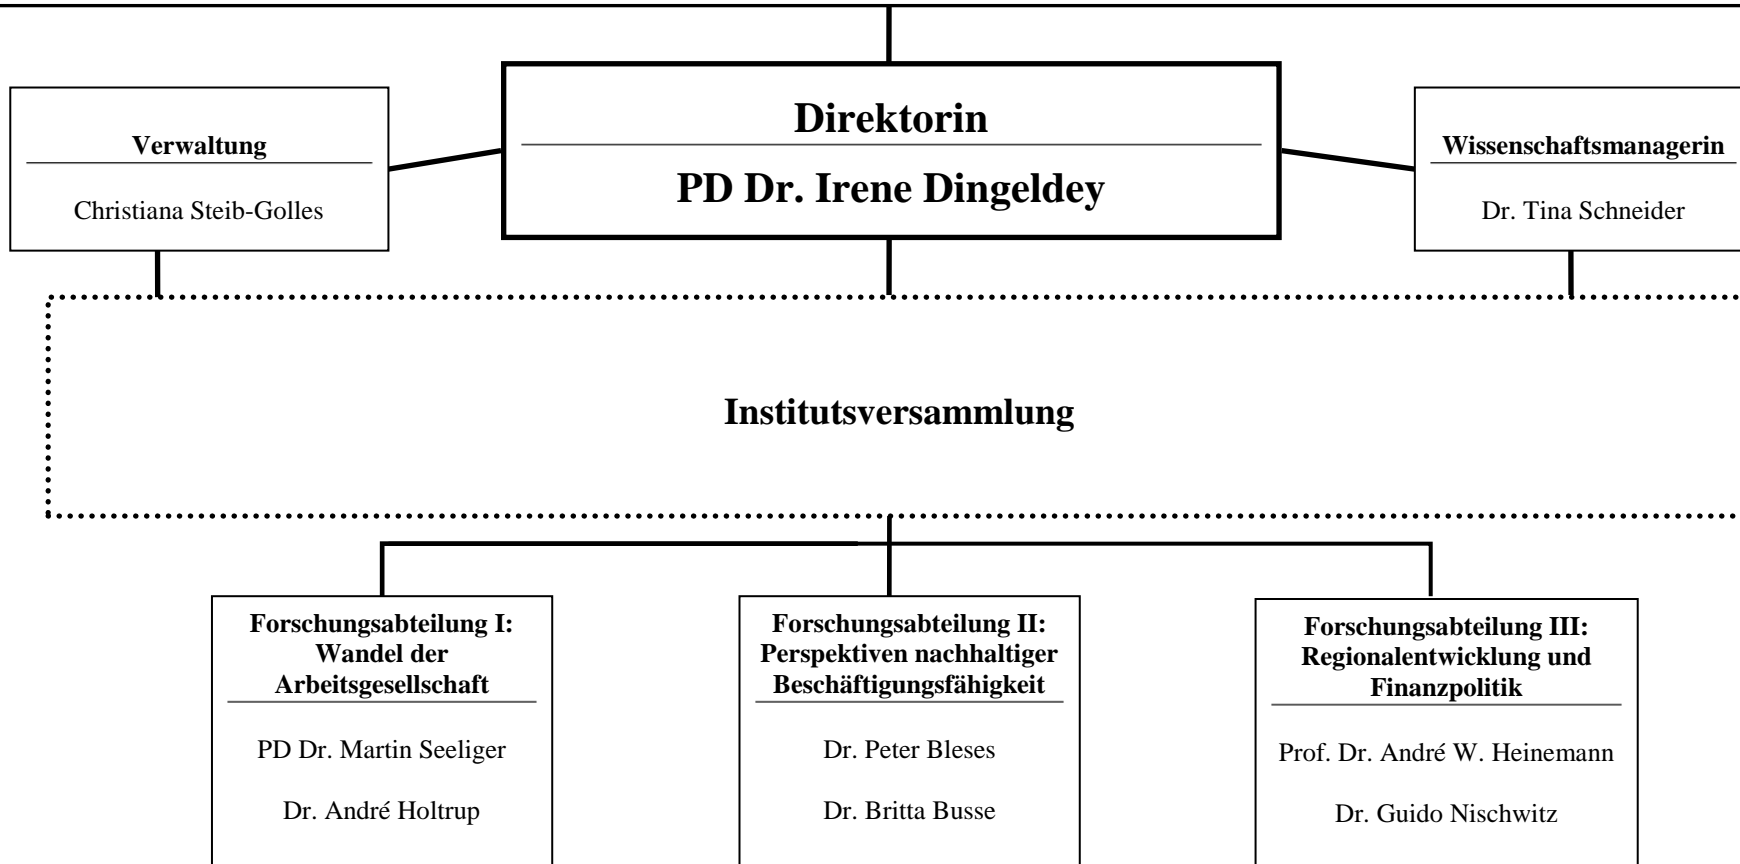 Direktorin
PD Dr. Irene Dingeldey
Verwaltung
Christiana Steib-Golles
Wissenschaftsmanagerin
Dr. Tina Schneider
Institutsversammlung
Forschungsabteilung I:
Wandel der
Arbeitsgesellschaft
PD Dr. Martin Seeliger
Dr. André Holtrup
Forschungsabteilung II:
Perspektiven nachhaltiger
Beschäftigungsfähigkeit
Dr. Peter Bleses
Dr. Britta Busse
Forschungsabteilung III:
Regionalentwicklung und
Finanzpolitik
Prof. Dr. André W. Heinemann
Dr. Guido Nischwitz